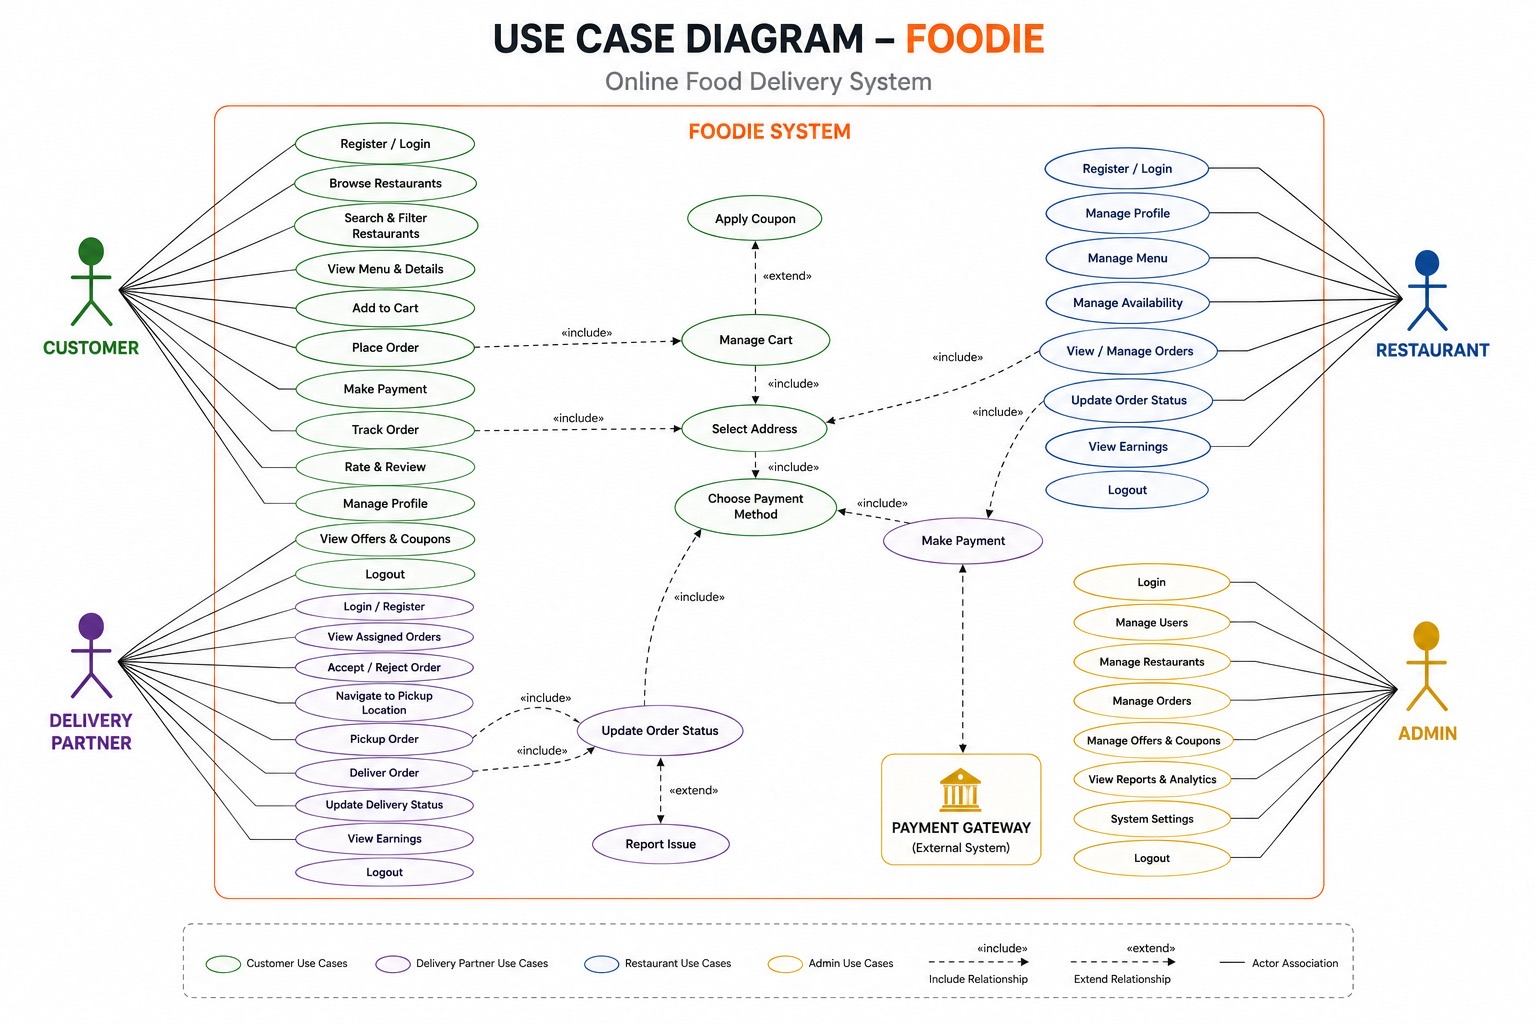 USE CASE DIAGRAM – FOODIE
Online Food Delivery System
FOODIE SYSTEM
CUSTOMER
Register / Login
Browse Restaurants
Search & Filter
Restaurants
View Menu & Details
Add to Cart
Place Order
Make Payment
Track Order
Rate & Review
Manage Profile
View Offers & Coupons
Logout
DELIVERY
PARTNER
Login / Register
View Assigned Orders
Accept / Reject Order
Navigate to Pickup
Location
Pickup Order
Deliver Order
Update Delivery Status
View Earnings
Logout
Apply Coupon
«extend»
Manage Cart
«include»
«include»
Select Address
«include»
«include»
Choose Payment
Method
«include»
«include»
«include»
«include»
Make Payment
«include»
«include»
Update Order Status
«extend»
Report Issue
PAYMENT GATEWAY
(External System)
RESTAURANT
Register / Login
Manage Profile
Manage Menu
Manage Availability
View / Manage Orders
Update Order Status
View Earnings
Logout
ADMIN
Login
Manage Users
Manage Restaurants
Manage Orders
Manage Offers & Coupons
View Reports & Analytics
System Settings
Logout
Customer Use Cases
Delivery Partner Use Cases
Restaurant Use Cases
Admin Use Cases
«include»
Include Relationship
«extend»
Extend Relationship
Actor Association